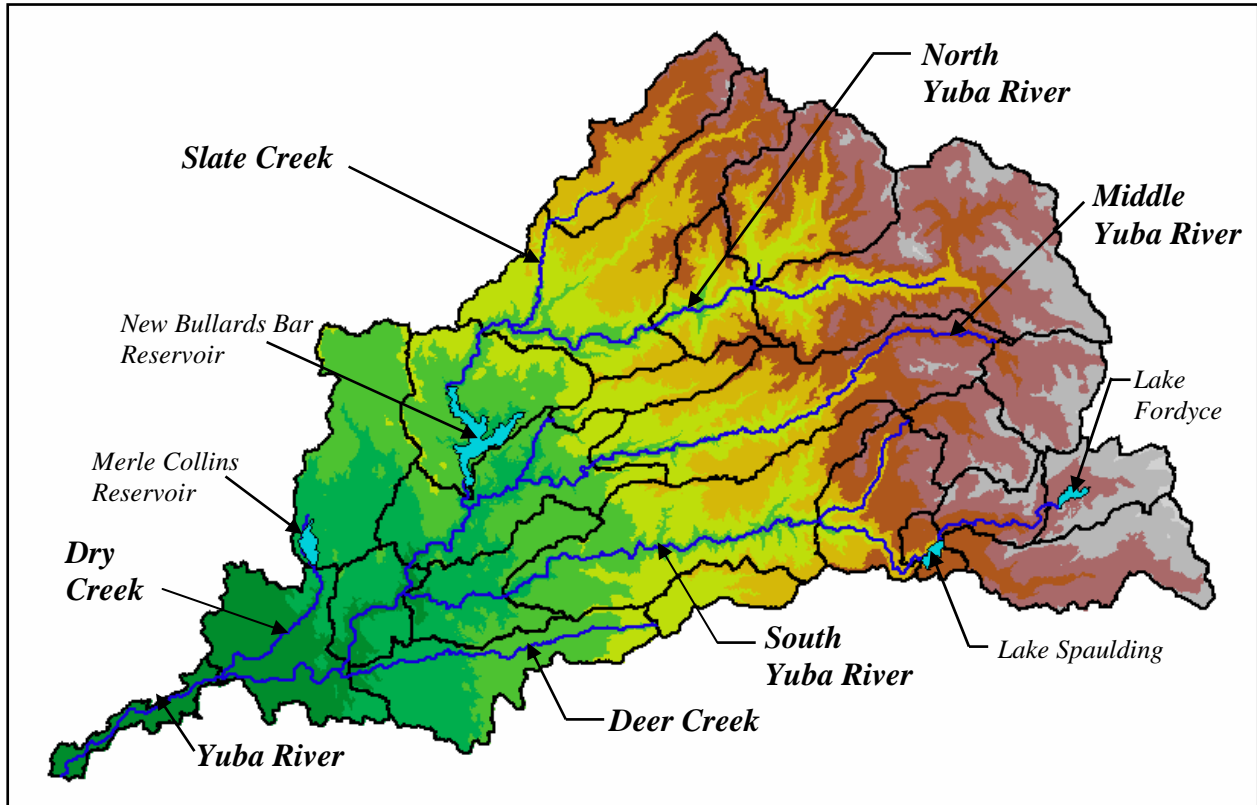 North
Yuba River
Slate Creek
Middle
Yuba River
New Bullards Bar
Reservoir
Lake
Fordyce
Merle Collins
Reservoir
Dry
Creek
South
Yuba River
Lake Spaulding
Deer Creek
Yuba River